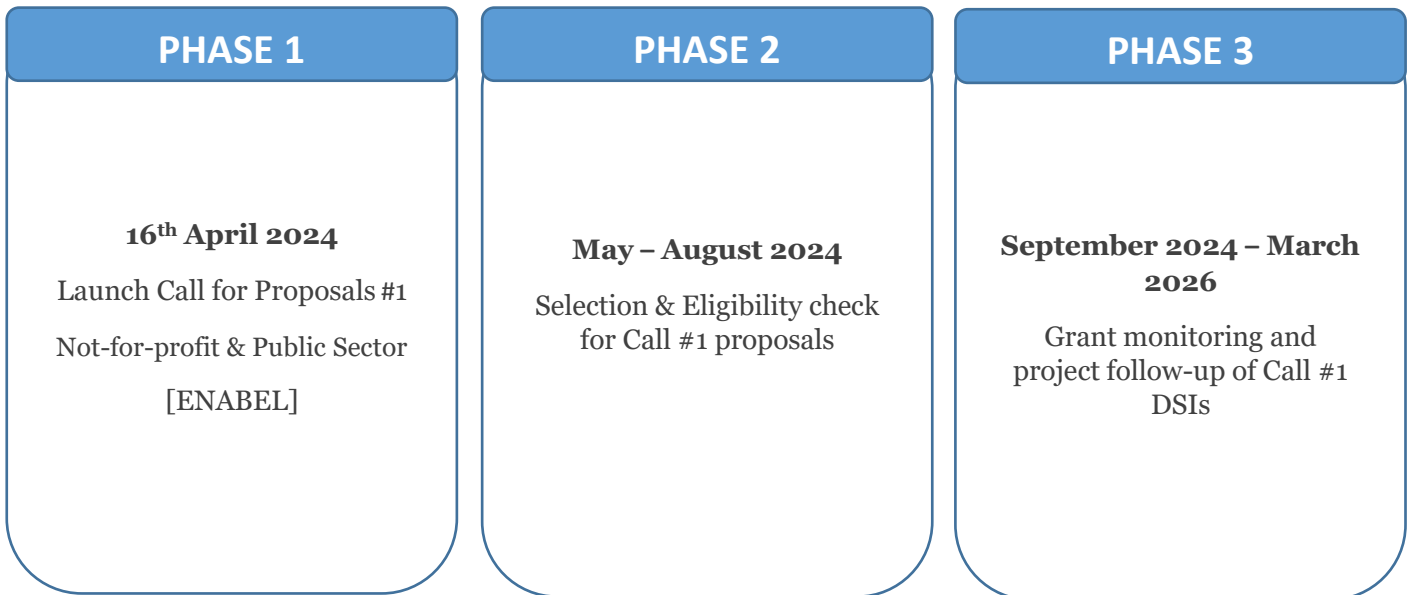 PHASE 1
16th April 2024
Launch Call for Proposals #1
Not-for-profit & Public Sector
[ENABEL]
PHASE 2
May – August 2024
Selection & Eligibility check
for Call #1 proposals
PHASE 3
September 2024 – March
2026
Grant monitoring and
project follow-up of Call #1
DSIs